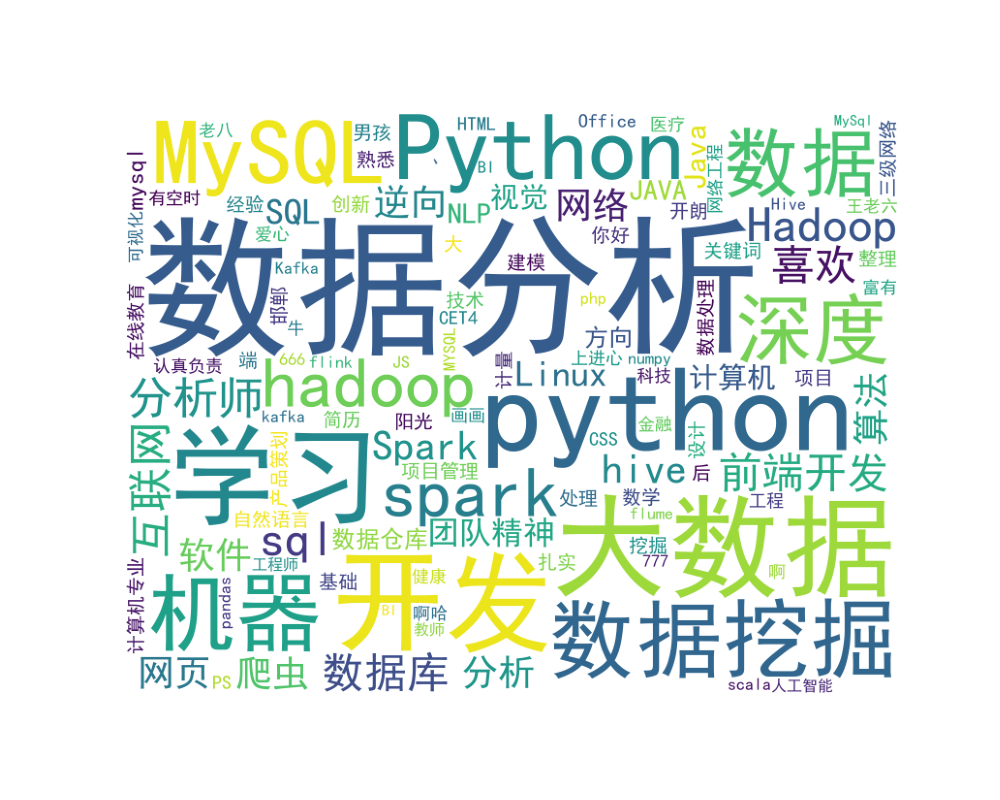 MySQL
Python
数据
数据分析
python
学习
大数据
开发
数据挖掘
机器
深度
hadoop
spark
Hadoop
喜欢
老八
男孩
熟悉
HTML
、
BI
Office
医疗
Java
网络工程
MySql
三级网络
mysql
有空时
经验
SQL
创新
逆向
NLP
视觉
网络
JAVA
开朗
Hive
王老六
可视化
爱心
Kafka
邯郸
大
建模
你好
关键词
整理
富有
在线教育
牛
技术
CET4
php
方向
数据处理
认真负责
端
666
flink
JS
MYSQL
计量
上进心
numpy
科技
计算机
项目
分析师
kafka
简历
阳光
画画
Linux
CSS
金融
设计
算法
互联网
产品策划
Spark
项目管理
hive
后
前端开发
自然语言
sql
数据仓库
团队精神
处理
数学
工程
flume
软件
工程师
基础
健康
扎实
挖掘
777
啊
计算机专业
pandas
BI
啊哈
教师
网页
PS
爬虫
数据库
分析
scala
人工智能